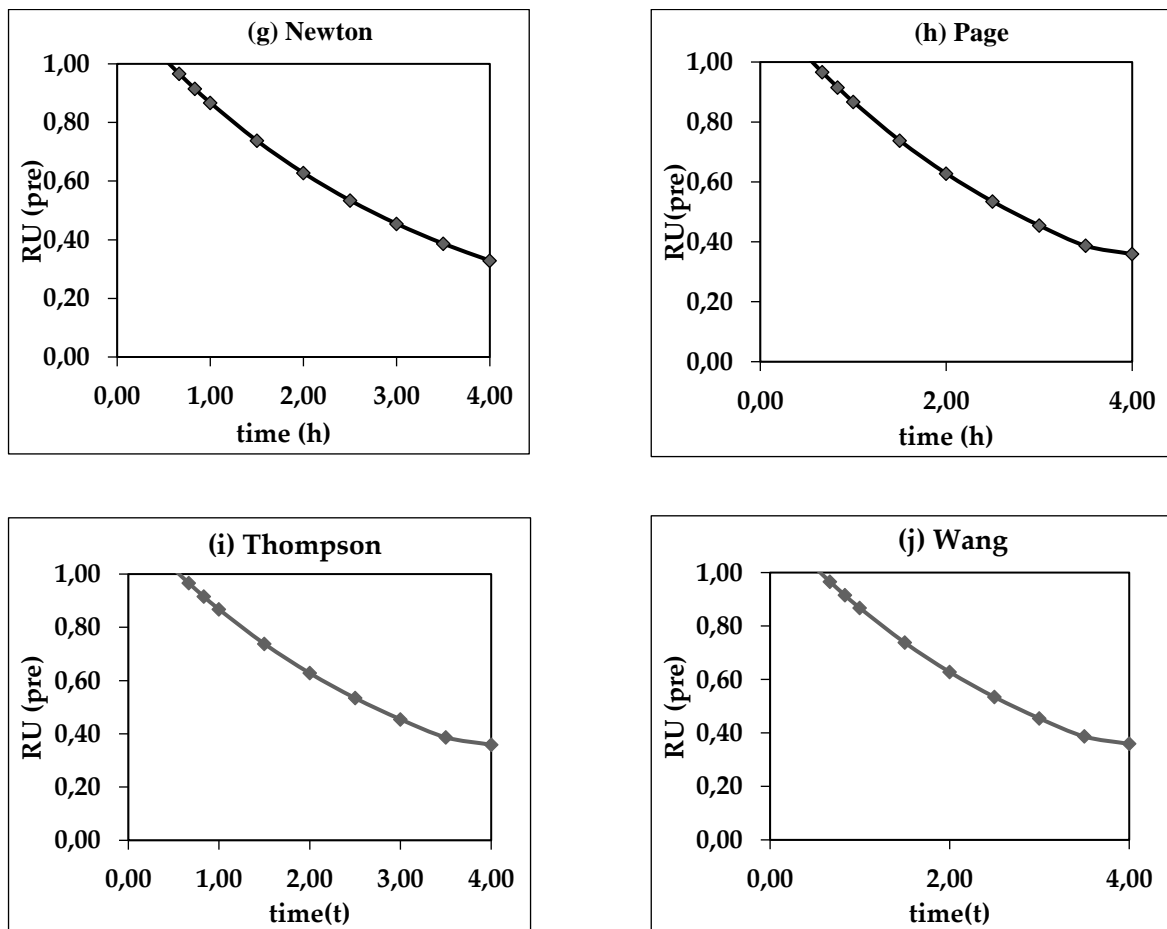 (g) Newton
1,00
0,80
0,60
0,40
0,20
0,00
RU (pre)
0,00 1,00 2,00 3,00 4,00
time (h)
(h) Page
1,00
0,80
0,60
0,40
0,20
0,00
RU(pre)
0,00 2,00 4,00
time (h)
(i) Thompson
1,00
0,80
0,60
0,40
0,20
0,00
RU (pre)
0,00 1,00 2,00 3,00 4,00
time(t)
(j) Wang
1,00
0,80
0,60
0,40
0,20
0,00
RU (pre)
0,00 2,00 4,00
time(t)